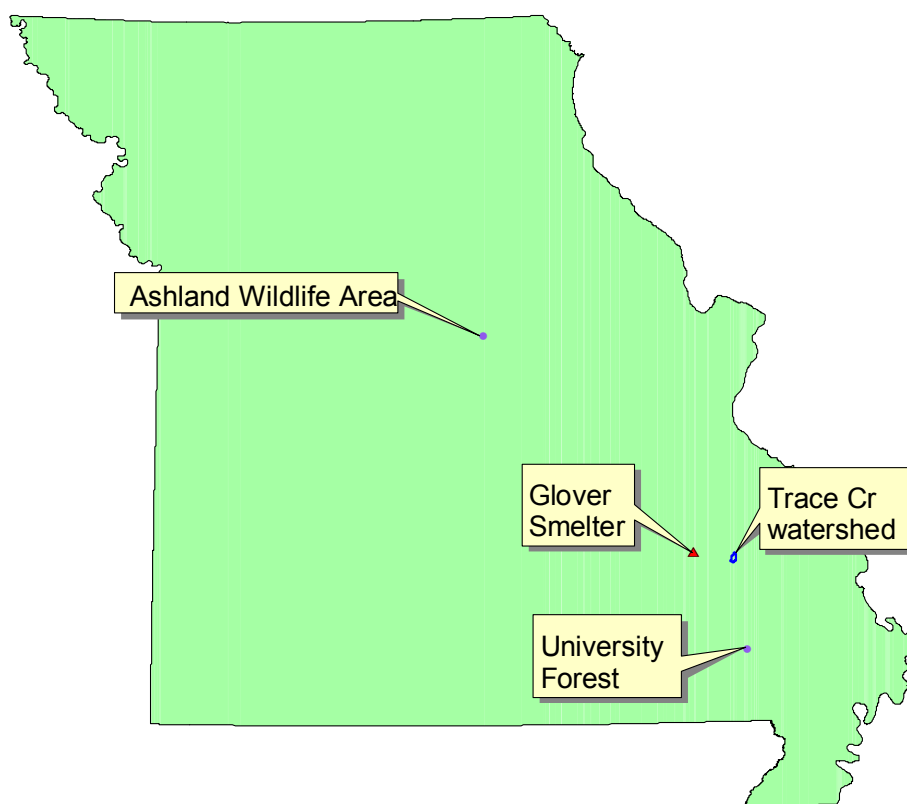 Ashland Wildlife Area
Glover
Smelter
Trace Cr
watershed
University
Forest